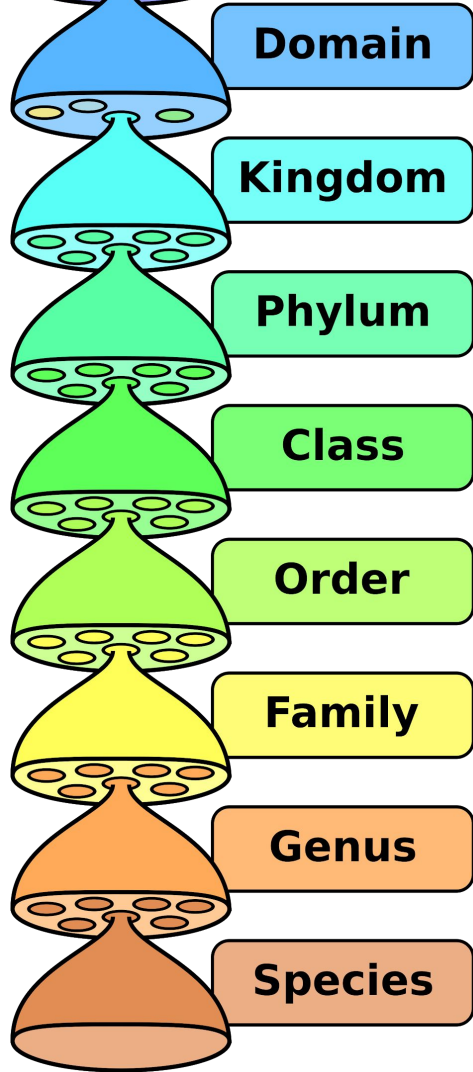 Domain
Kingdom
Phylum
Class
Order
Family
Genus
Species